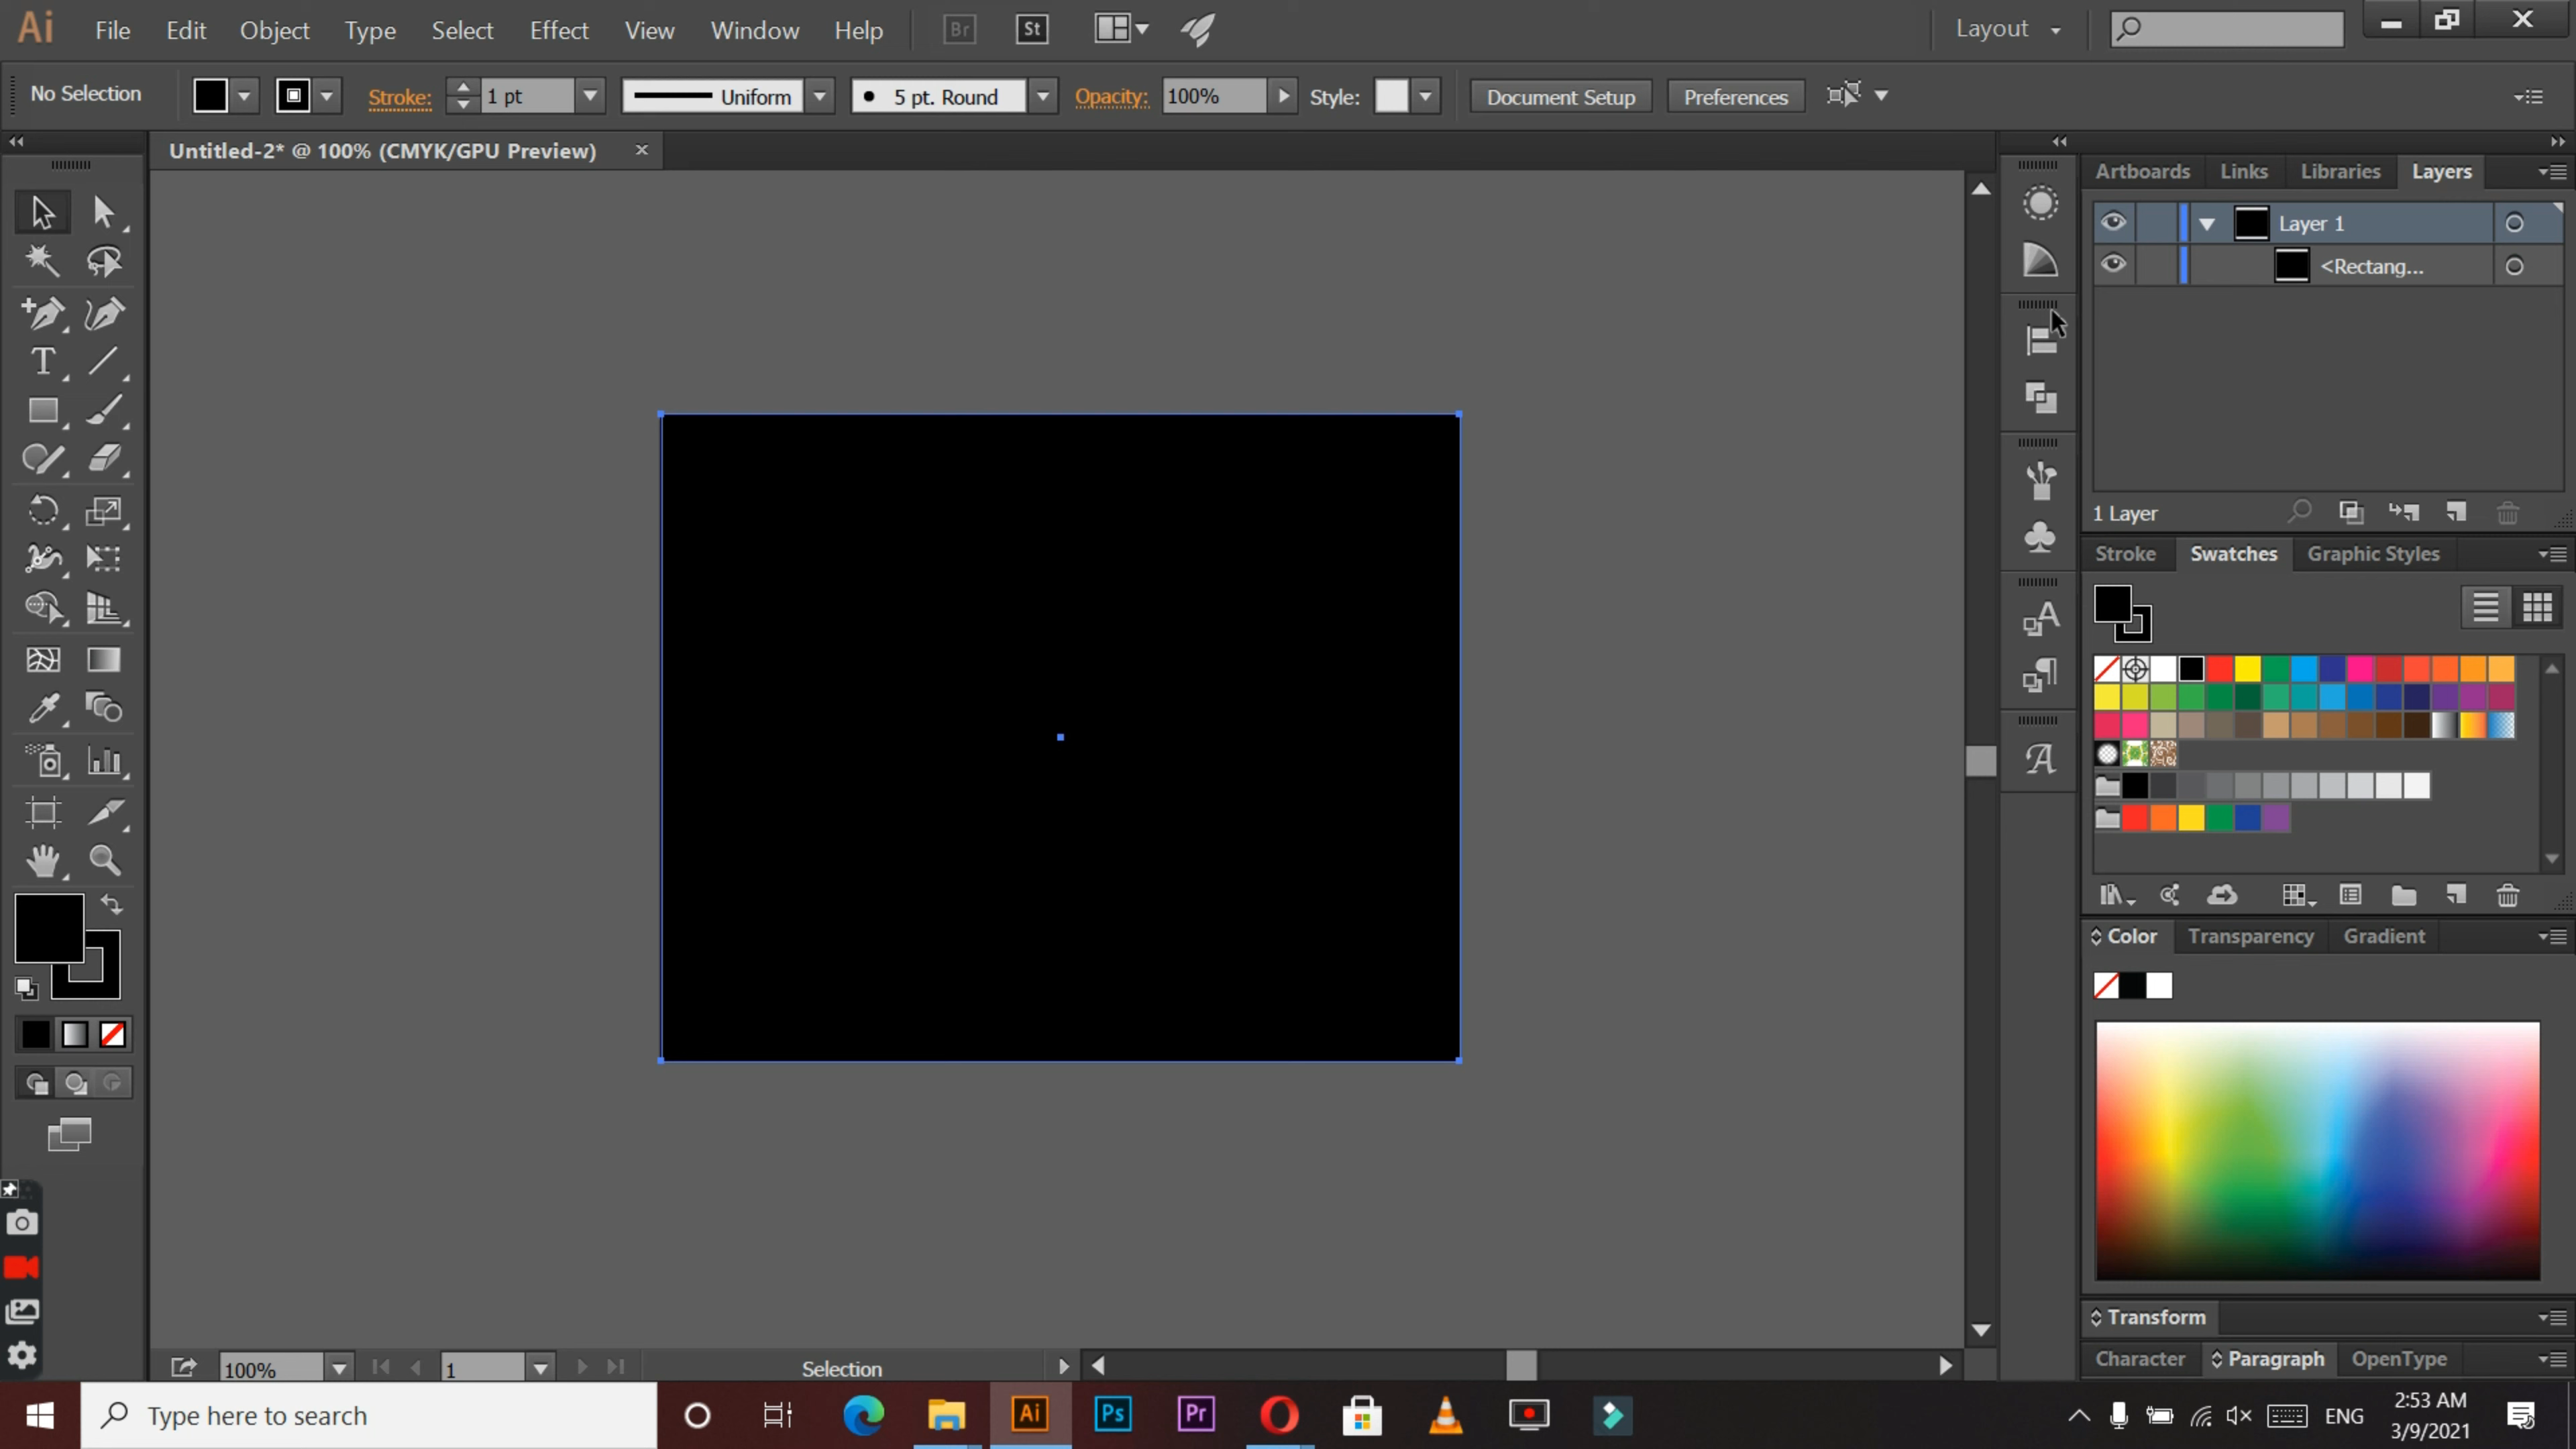 Ai File Edit Object Type Select Effect View Window Help Br St Layout
No Selection Stroke: 1 pt Uniform 5 pt. Round Opacity: 100% Style: Document Setup Preferences
Untitled-2* @ 100% (CMYK/GPU Preview)
Artboards Links Libraries Layers
Layer 1
<Rectang...
1 Layer
Stroke Swatches Graphic Styles
Color Transparency Gradient
Transform
Character Paragraph OpenType
100% 1 Selection
Type here to search
Ai Ps Pr
ENG
2:53 AM
3/9/2021